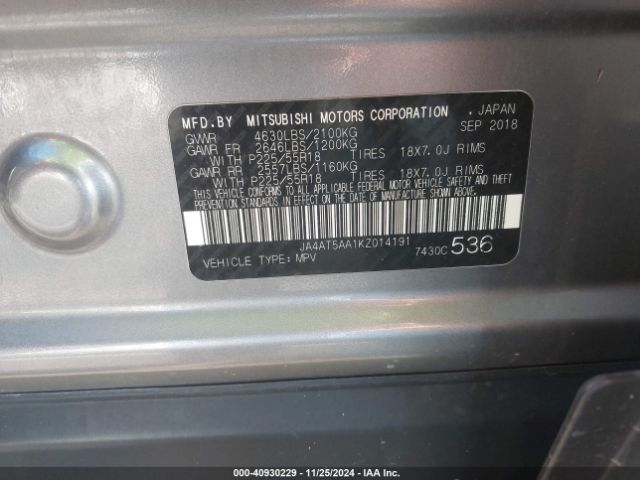 MFD.BY MITSUBISHI MOTORS CORPORATION . JAPAN
GVWR 4630LBS/2100KG SEP 2018
GAWR FR 2646LBS/1200KG
WITH P225/55R18 TIRES 18X7.0J RIMS
GAWR RR 2557LBS/1160KG
WITH P225/55R18 TIRES 18X7.0J RIMS
THIS VEHICLE CONFORMS TO ALL APPLICABLE FEDERAL MOTOR VEHICLE SAFETY AND THEFT
PREVENTION STANDARDS IN EFFECT ON THE DATE OF MANUFACTURE SHOWN ABOVE.
JA4AT5AA1KZ014191
VEHICLE TYPE: MPV 7430C 536
000-40930229 - 11/25/2024 - IAA Inc.